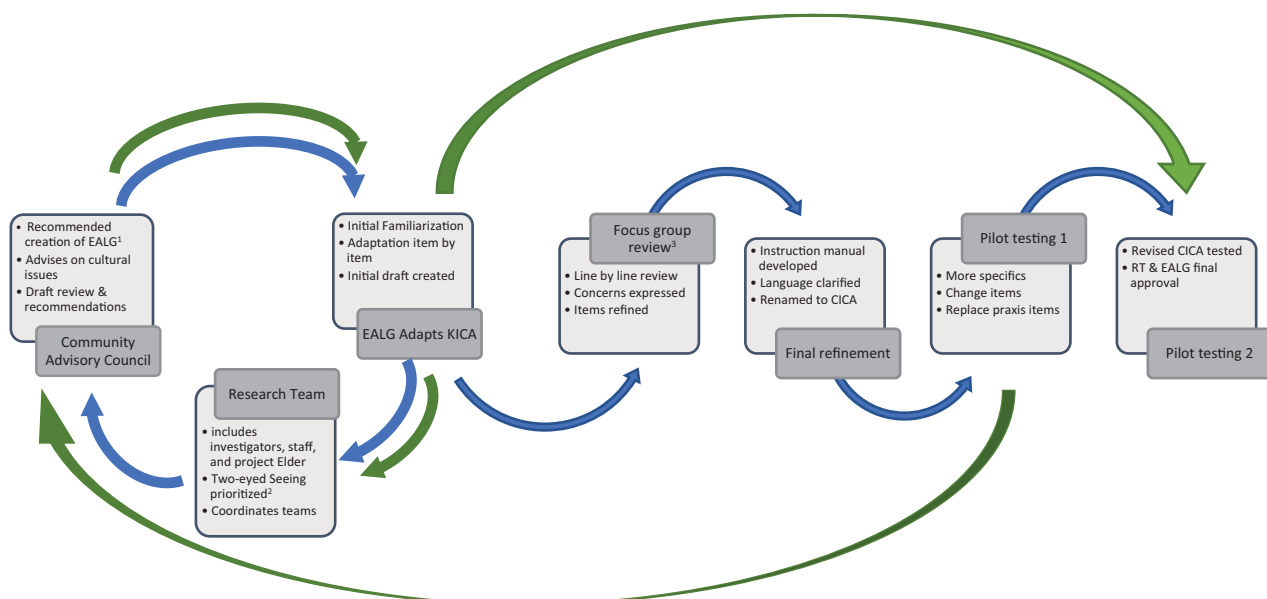 • Recommended
creation of EALG¹
• Advises on cultural
issues
• Draft review &
recommendations
Community
Advisory Council
• Initial Familiarization
• Adaptation item by
item
• Initial draft created
EALG Adapts KICA
Research Team
• includes
investigators, staff,
and project Elder
• Two-eyed Seeing
prioritized²
• Coordinates teams
Focus group
review³
• Line by line review
• Concerns expressed
• Items refined
• Instruction manual
developed
• Language clarified
• Renamed to CICA
Final refinement
Pilot testing 1
• More specifics
• Change items
• Replace praxis items
• Revised CICA tested
• RT & EALG final
approval
Pilot testing 2